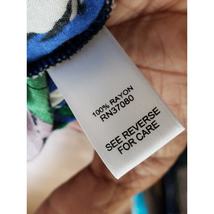 100% RAYON
RN37080
SEE REVERSE
FOR CARE